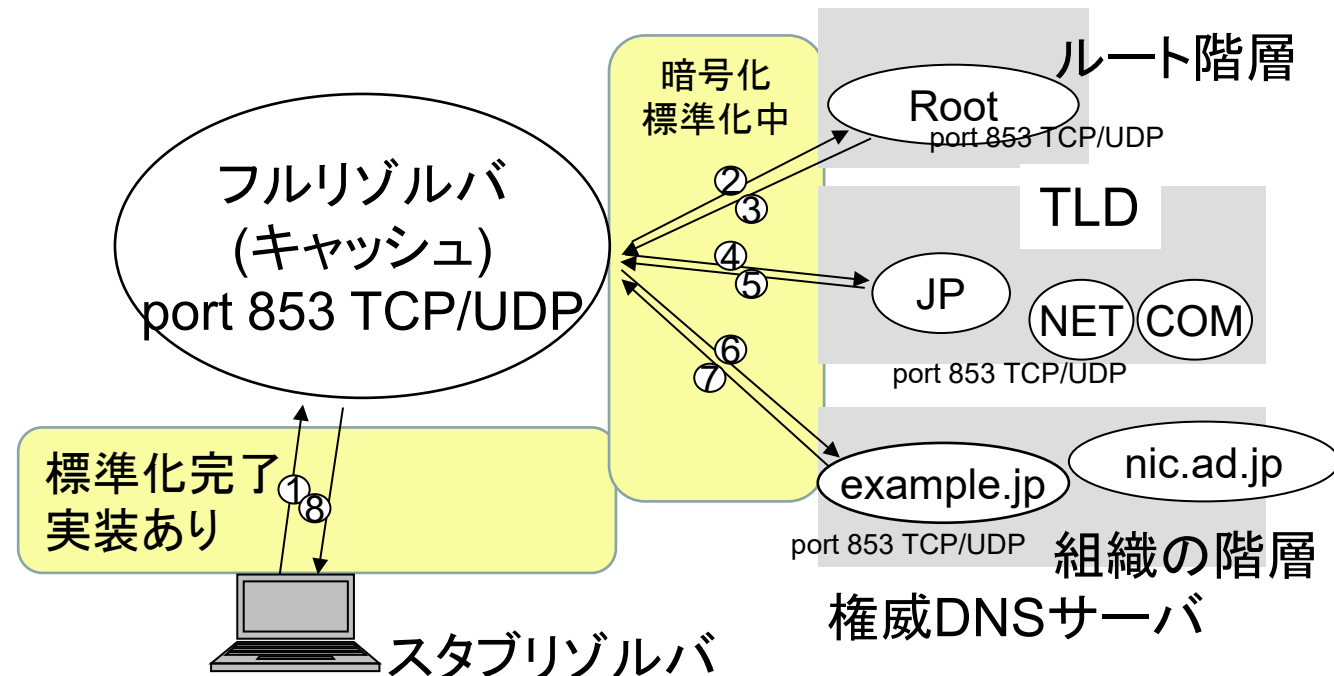 暗号化
標準化中
ルート階層
Root
port 853 TCP/UDP
フルリゾルバ
(キャッシュ)
port 853 TCP/UDP
②
③
TLD
④
⑤
JP
NET
COM
port 853 TCP/UDP
⑥
⑦
標準化完了
実装あり
①
⑧
example.jp
nic.ad.jp
port 853 TCP/UDP
組織の階層
権威DNSサーバ
スタブリゾルバ